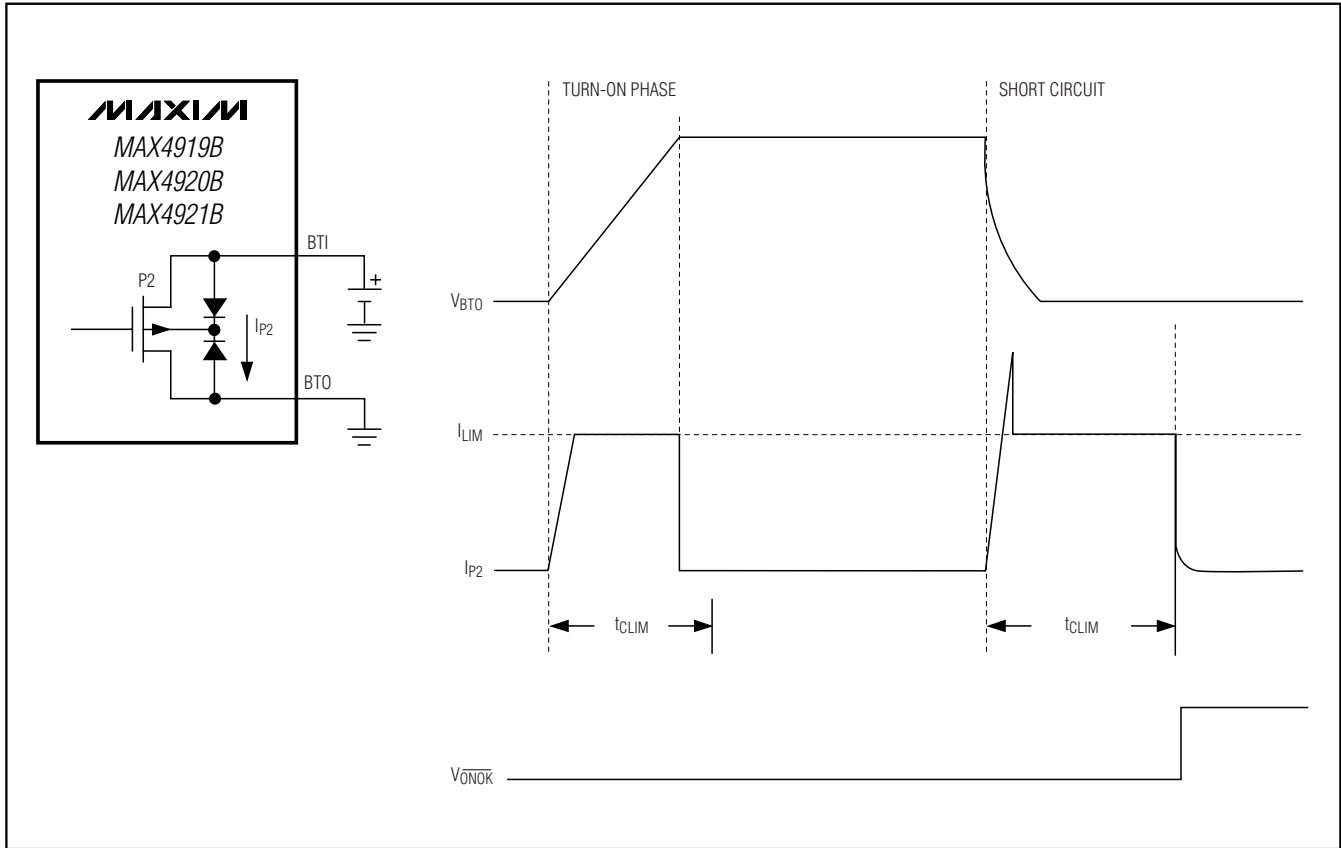 MAXIM
MAX4919B
MAX4920B
MAX4921B
P2
BTI
+
IP2
BTO
TURN-ON PHASE
SHORT CIRCUIT
VBTO
ILIM
IP2
tCLIM
tCLIM
VONOK